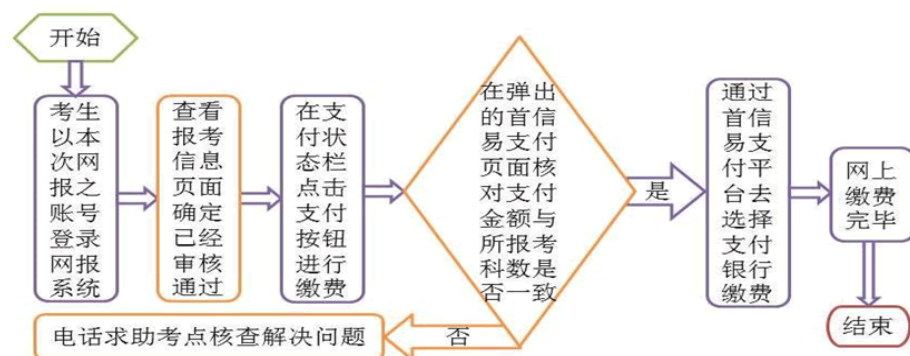 开始
考生
以本
次网
报之
账号
登录
网报
系统
查看
报考
信息
页面
确定
已经
审核
通过
在支
付状
态栏
点击
支付
按钮
进行
缴费
在弹出
的首信
易支付
页面核
对支付
金额与
所报考
科数是
否一致
是
通过
首信
易支
付平
台去
选择
支付
银行
缴费
网上
缴费
完毕
结束
否
电话求助考点核查解决问题